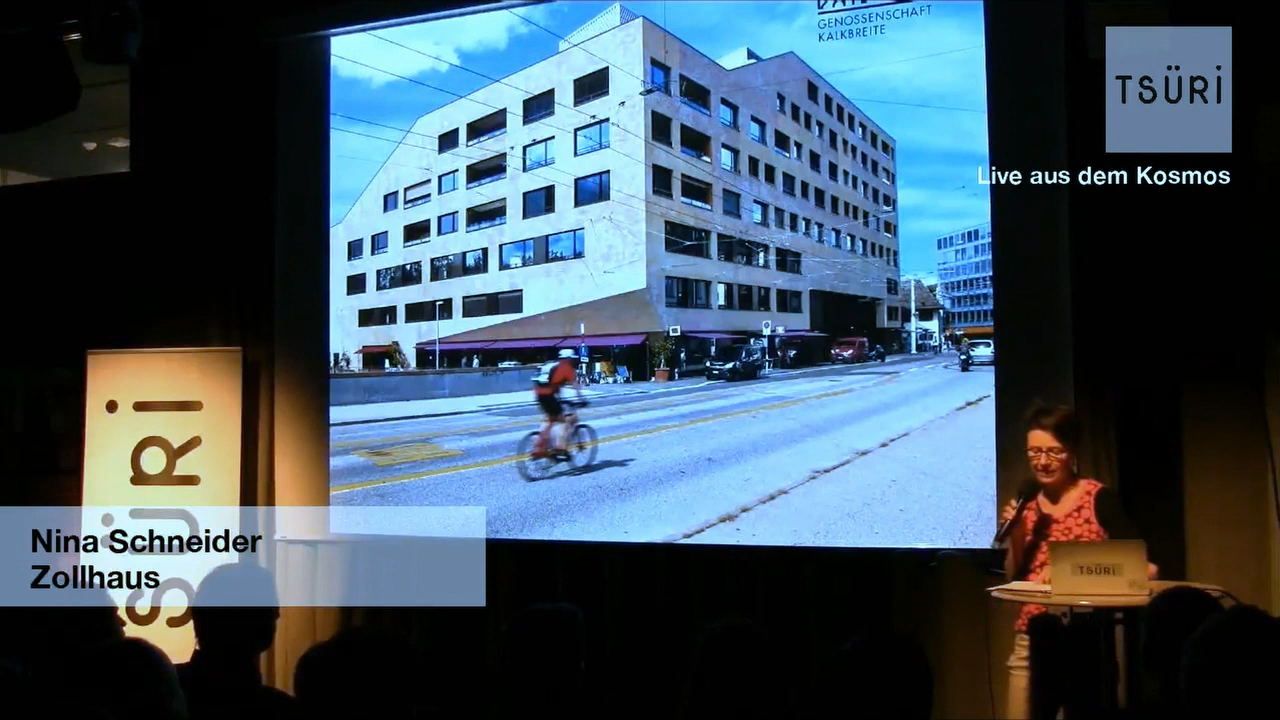 GENOSSENSCHAFT
KALKBREITE
TSÜRI
Live aus dem Kosmos
TSÜRI
Nina Schneider
Zollhaus
TSÜRI